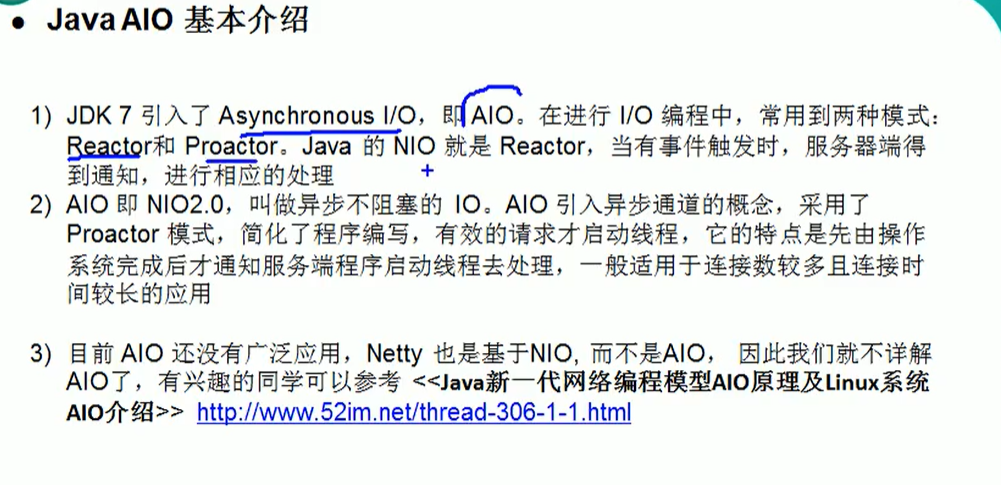 ● Java AIO 基本介绍
1) JDK 7 引入了 Asynchronous I/O，即 AIO。在进行 I/O 编程中，常用到两种模式：
Reactor和 Proactor。Java 的 NIO 就是 Reactor，当有事件触发时，服务器端得
到通知，进行相应的处理
2) AIO 即 NIO2.0，叫做异步不阻塞的 IO。AIO 引入异步通道的概念，采用了
Proactor 模式，简化了程序编写，有效的请求才启动线程，它的特点是先由操作
系统完成后才通知服务端程序启动线程去处理，一般适用于连接数较多且连接时
间较长的应用
3) 目前 AIO 还没有广泛应用，Netty 也是基于NIO, 而不是AIO， 因此我们就不详解
AIO了，有兴趣的同学可以参考 <<Java新一代网络编程模型AIO原理及Linux系统
AIO介绍>> http://www.52im.net/thread-306-1-1.html